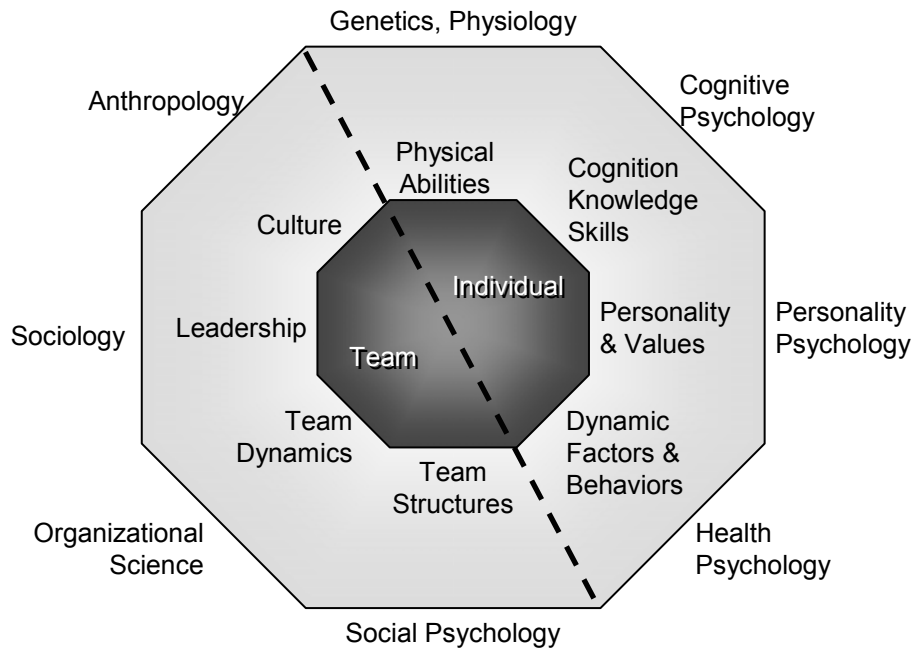 Genetics, Physiology
Anthropology
Cognitive
Psychology
Physical
Abilities
Cognition
Knowledge
Skills
Culture
Individual
Sociology
Leadership
Team
Personality
& Values
Personality
Psychology
Team
Dynamics
Team
Structures
Dynamic
Factors &
Behaviors
Organizational
Science
Health
Psychology
Social Psychology